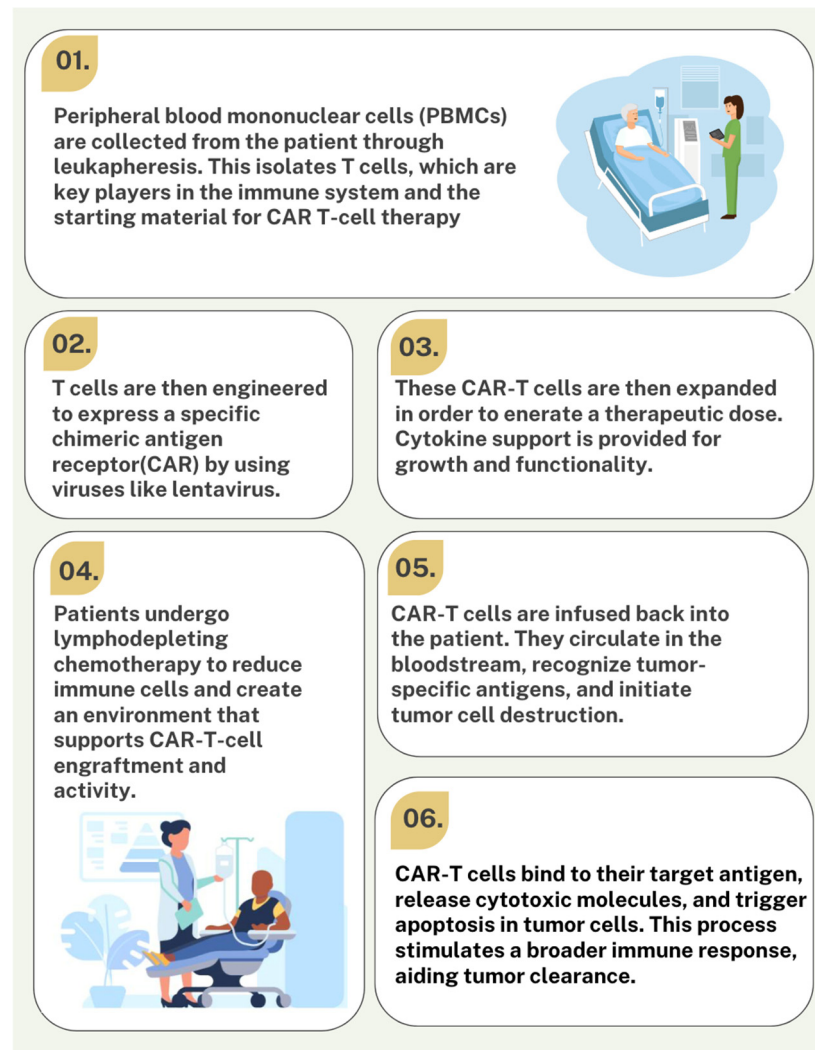 01.
Peripheral blood mononuclear cells (PBMCs)
are collected from the patient through
leukapheresis. This isolates T cells, which are
key players in the immune system and the
starting material for CAR T-cell therapy
02.
T cells are then engineered
to express a specific
chimeric antigen
receptor(CAR) by using
viruses like lentavirus.
03.
These CAR-T cells are then expanded
in order to enerate a therapeutic dose.
Cytokine support is provided for
growth and functionality.
04.
Patients undergo
lymphodepleting
chemotherapy to reduce
immune cells and create
an environment that
supports CAR-T-cell
engraftment and
activity.
05.
CAR-T cells are infused back into
the patient. They circulate in the
bloodstream, recognize tumor-
specific antigens, and initiate
tumor cell destruction.
06.
CAR-T cells bind to their target antigen,
release cytotoxic molecules, and trigger
apoptosis in tumor cells. This process
stimulates a broader immune response,
aiding tumor clearance.